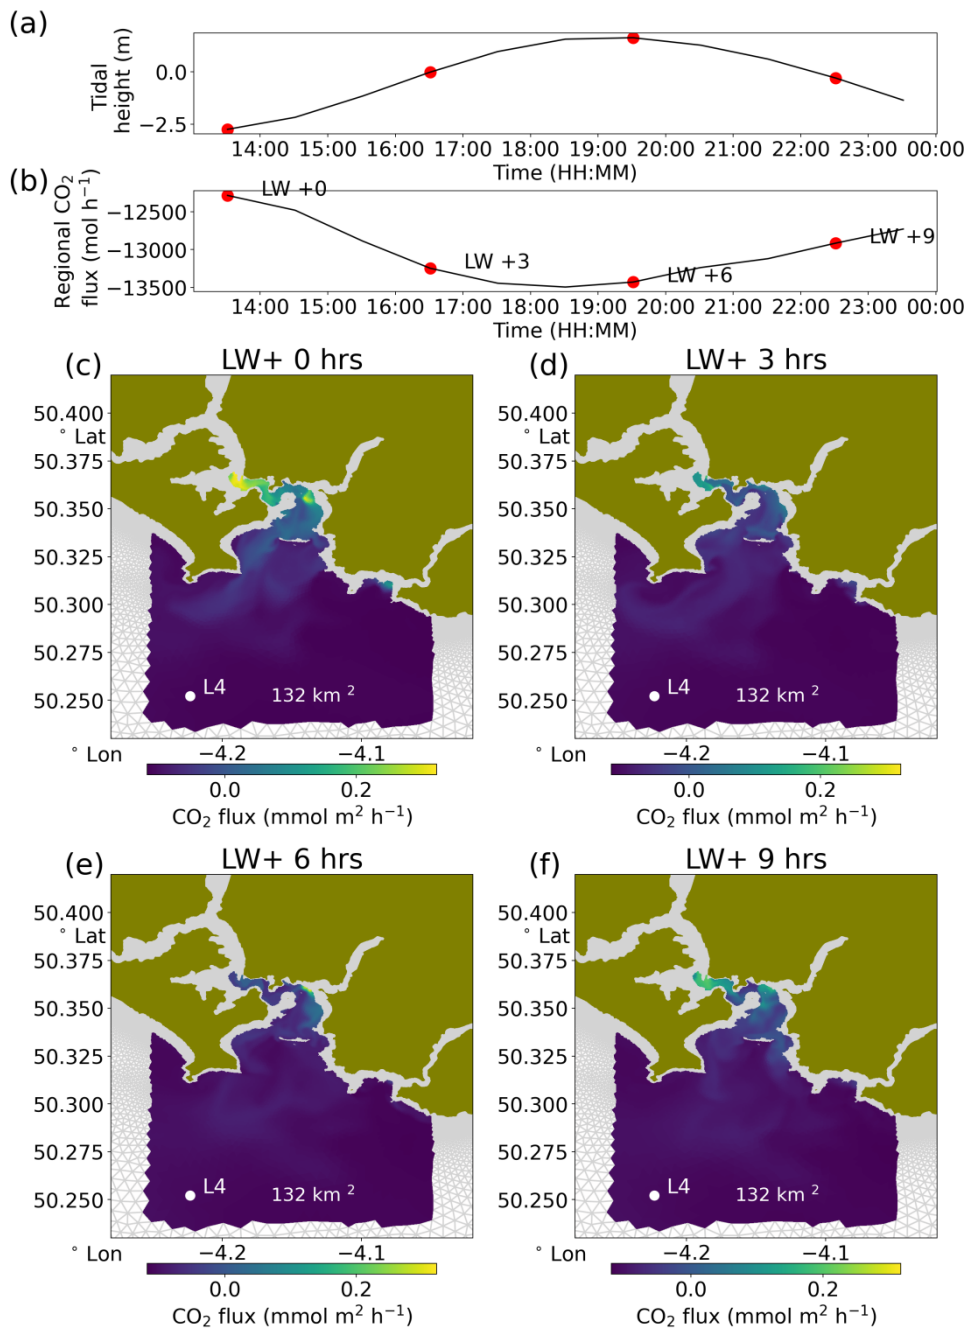 (a)
Tidal
height (m)
0.0
−2.5
14:00 15:00 16:00 17:00 18:00 19:00 20:00 21:00 22:00 23:00 00:00
Time (HH:MM)
(b)
Regional CO2
flux (mol h−1)
−12500
−13000
−13500
LW +0
LW +3
LW +6
LW +9
14:00 15:00 16:00 17:00 18:00 19:00 20:00 21:00 22:00 23:00 00:00
Time (HH:MM)
(c)
LW+ 0 hrs
50.400
° Lat
50.375
50.350
50.325
50.300
50.275
50.250
L4
132 km 2
° Lon
−4.2
−4.1
0.0
0.2
CO2 flux (mmol m2 h−1)
(d)
LW+ 3 hrs
50.400
° Lat
50.375
50.350
50.325
50.300
50.275
50.250
L4
132 km 2
° Lon
−4.2
−4.1
0.0
0.2
CO2 flux (mmol m2 h−1)
(e)
LW+ 6 hrs
50.400
° Lat
50.375
50.350
50.325
50.300
50.275
50.250
L4
132 km 2
° Lon
−4.2
−4.1
0.0
0.2
CO2 flux (mmol m2 h−1)
(f)
LW+ 9 hrs
50.400
° Lat
50.375
50.350
50.325
50.300
50.275
50.250
L4
132 km 2
° Lon
−4.2
−4.1
0.0
0.2
CO2 flux (mmol m2 h−1)